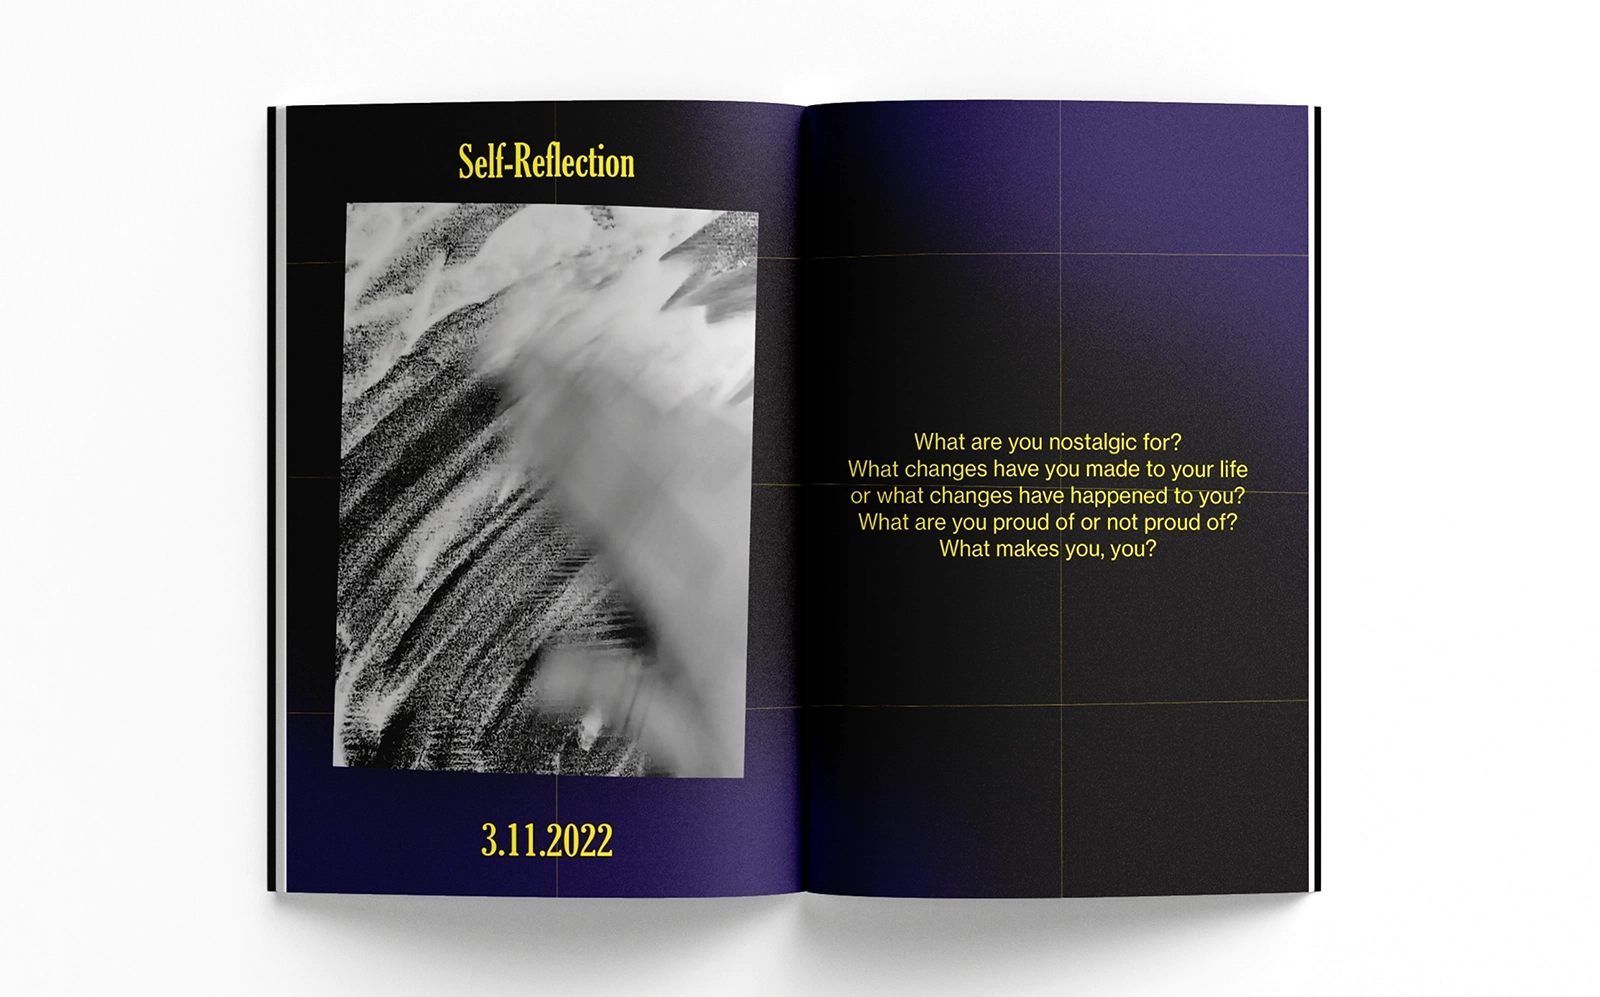 Self-Reflection
3.11.2022
What are you nostalgic for?
What changes have you made to your life
or what changes have happened to you?
What are you proud of or not proud of?
What makes you, you?